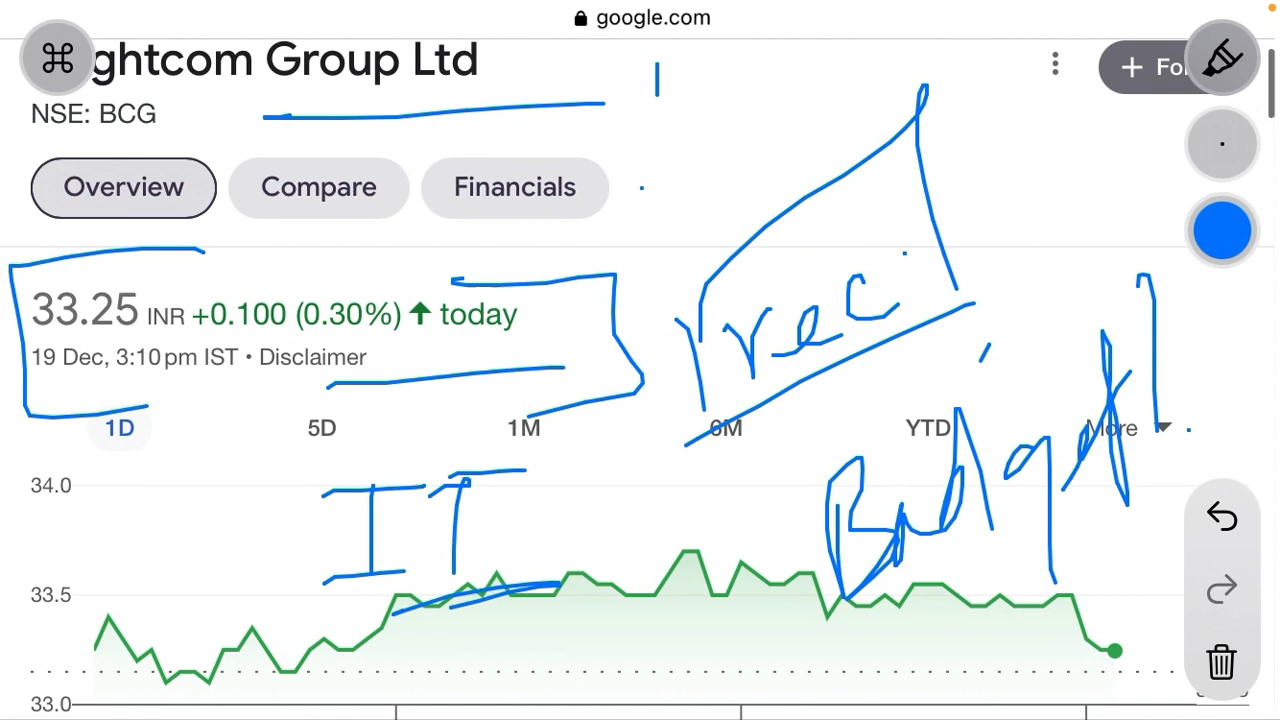 google.com
ghtcom Group Ltd
NSE: BCG
Overview
Compare
Financials
33.25 INR +0.100 (0.30%) ↑ today
19 Dec, 3:10 pm IST • Disclaimer
rec
1D
5D
1M
6M
YTD
More
Budget
IT
34.0
33.5
33.0